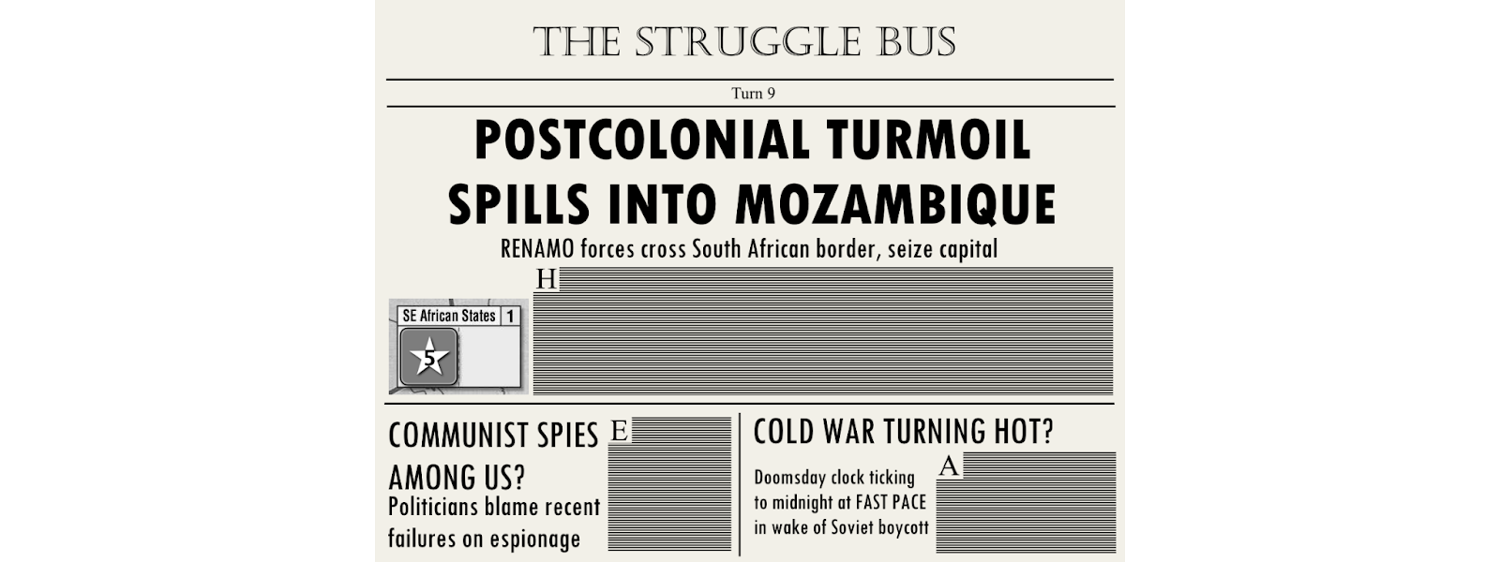 THE STRUGGLE BUS
Turn 9
POSTCOLONIAL TURMOIL
SPILLS INTO MOZAMBIQUE
RENAMO forces cross South African border, seize capital
H
SE African States 1
5
COMMUNIST SPIES
AMONG US?
Politicians blame recent
failures on espionage
E
COLD WAR TURNING HOT?
Doomsday clock ticking
to midnight at FAST PACE
in wake of Soviet boycott
A